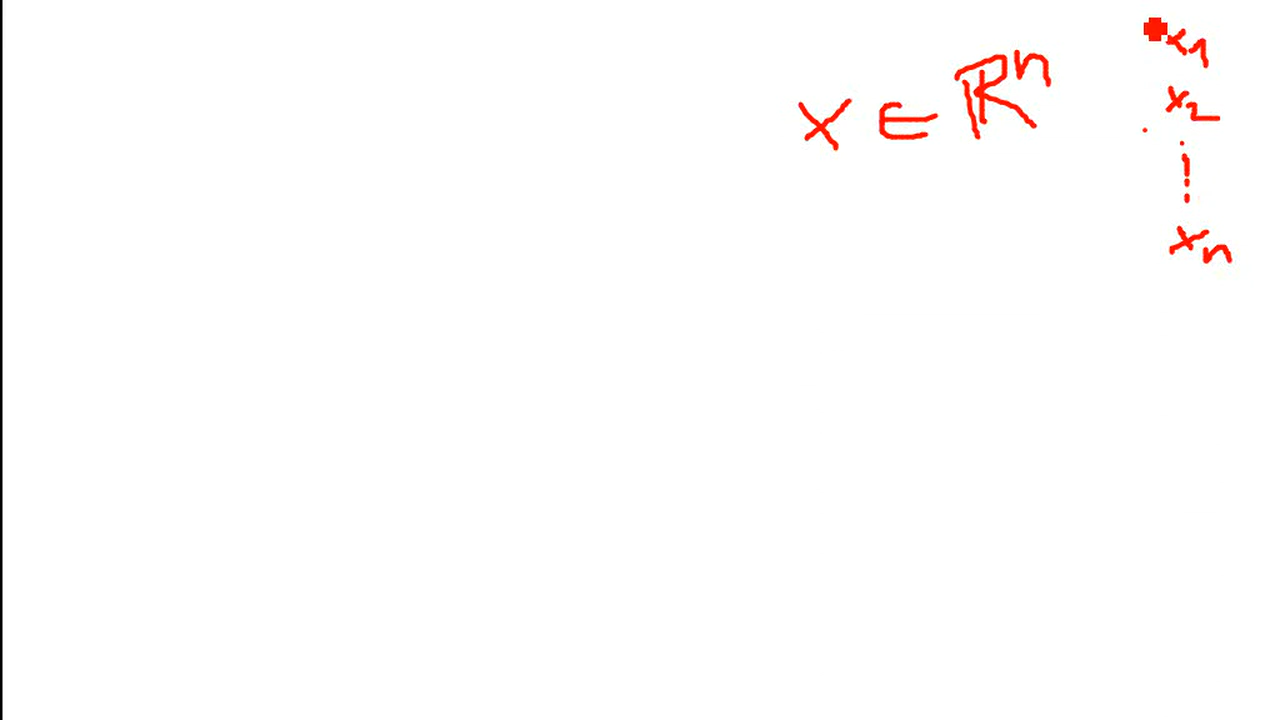 x ∈ ℝⁿ
x₁
x₂
⋮
xₙ